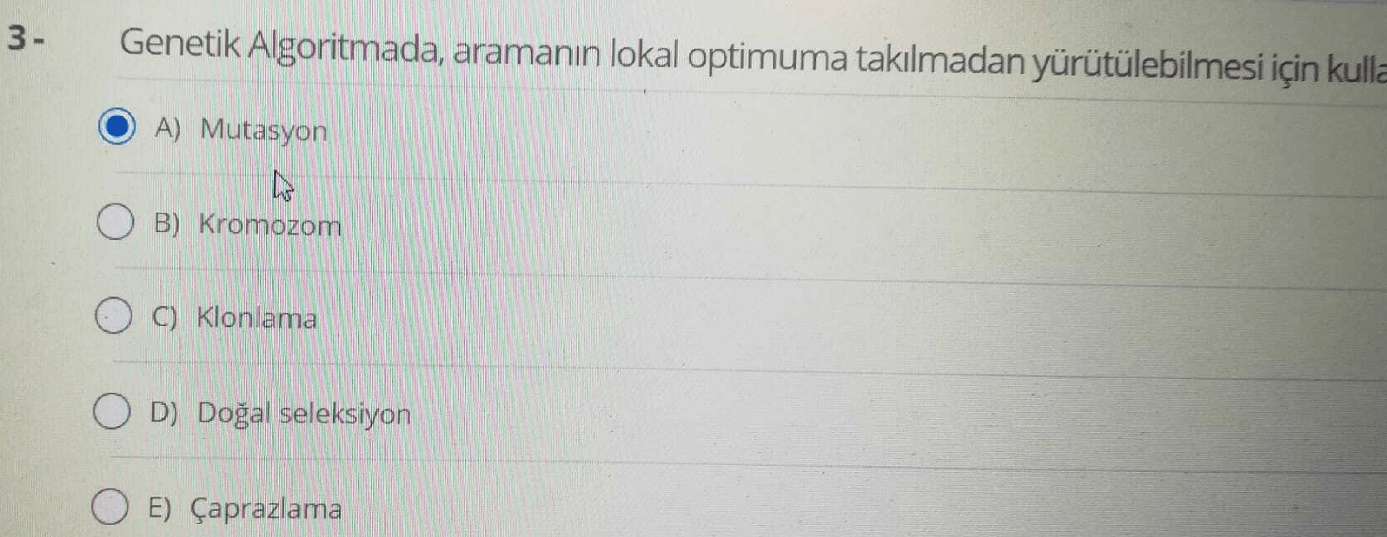 3- Genetik Algoritmada, aramanın lokal optimuma takılmadan yürütülebilmesi için
A) Mutasyon
B) Kromozom
C) Klonlama
D) Doğal seleksiyon
E) Çaprazlama